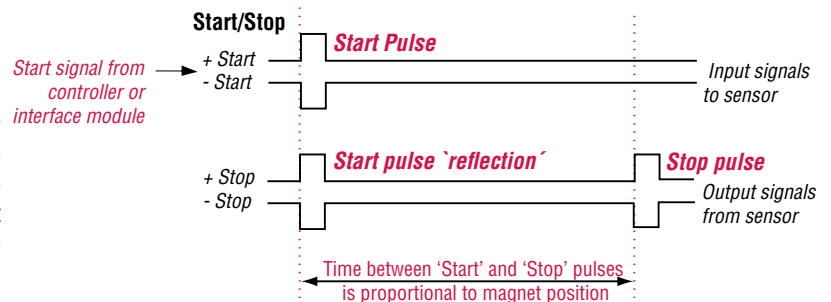 Start/Stop
Start Pulse
+ Start
- Start
Start signal from
controller or
interface module
Input signals
to sensor
Start pulse `reflection´
Stop pulse
+ Stop
- Stop
Output signals
from sensor
Time between ‘Start’ and ‘Stop’ pulses
is proportional to magnet position